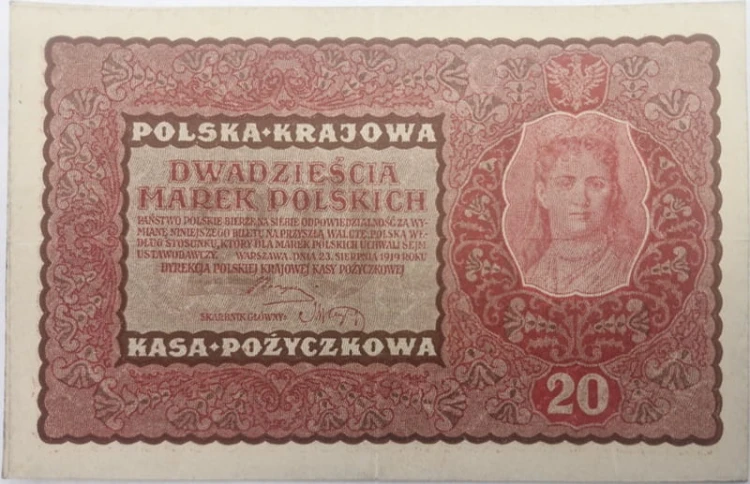 POLSKA KRAJOWA
DWADZIEŚCIA
MAREK POLSKICH
PAŃSTWO POLSKIE BIERZE NA SIEBIE ODPOWIEDZIALNOŚĆ ZA WY-
MIANĘ NINIEJSZEGO BILETU NA PRZYSZŁĄ WALUTĘ POLSKĄ WE-
DŁUG STOSUNKU, KTÓRY DLA MAREK POLSKICH UCHWALI SEJM
USTAWODAWCZY. WARSZAWA, DNIA 23. SIERPNIA 1919 ROKU
DYREKCJA POLSKIEJ KRAJOWEJ KASY POŻYCZKOWEJ
SKARBNIK GŁÓWNY:
KASA POŻYCZKOWA
20